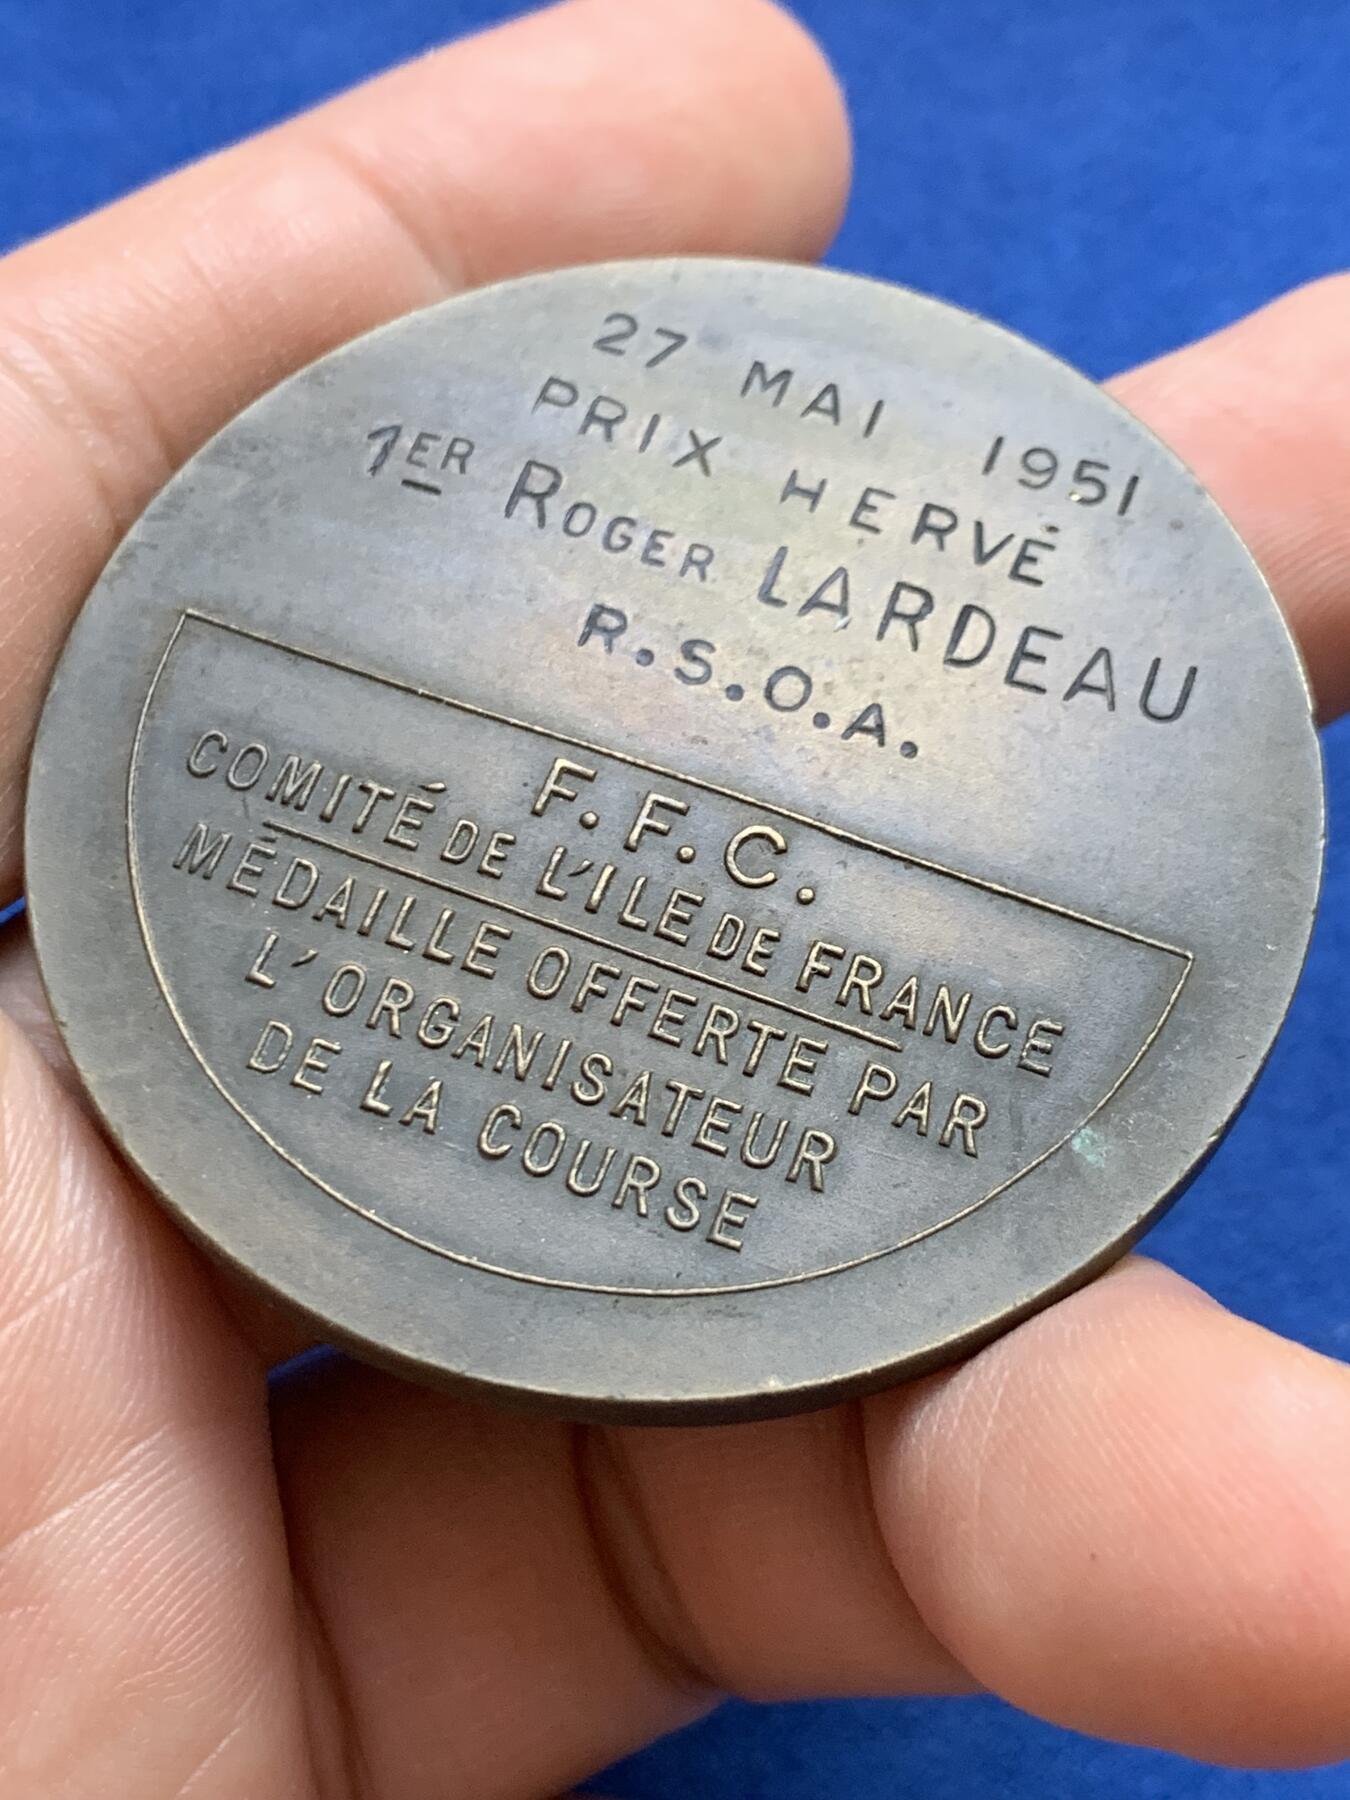 27 MAI 1951
PRIX HERVÉ
1ER ROGER LARDEAU
R.S.O.A.
F.F.C.
COMITÉ DE L'ILE DE FRANCE
MÉDAILLE OFFERTE PAR
L'ORGANISATEUR
DE LA COURSE